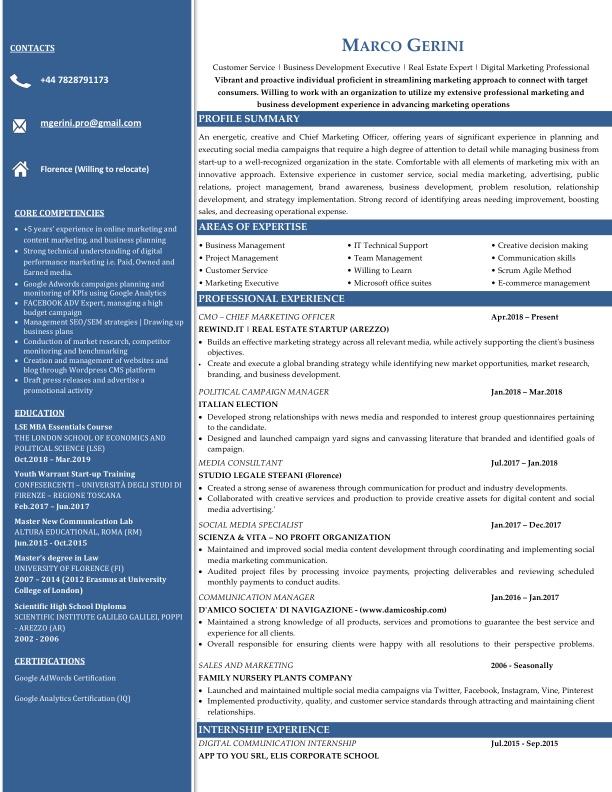 CONTACTS
+44 7828791173
mgerini.pro@gmail.com
Florence (Willing to relocate)
CORE COMPETENCIES
• +5 years' experience in online marketing and
content marketing, and business planning
• Strong technical understanding of digital
performance marketing i.e. Paid, Owned and
Earned media.
• Google Adwords campaigns planning and
monitoring of KPIs using Google Analytics
• FACEBOOK ADV Expert, managing a high
budget campaign
• Management SEO/SEM strategies | Drawing up
business plans
• Conduction of market research, competitor
monitoring and benchmarking
• Creation and management of websites and
blog through Wordpress CMS platform
• Draft press releases and advertise a
promotional activity
EDUCATION
LSE MBA Essentials Course
THE LONDON SCHOOL OF ECONOMICS AND
POLITICAL SCIENCE (LSE)
Oct.2018 – Mar.2019
Youth Warrant Start-up Training
CONFESERCENTI – UNIVERSITÀ DEGLI STUDI DI
FIRENZE – REGIONE TOSCANA
Feb.2017 – Jun.2017
Master New Communication Lab
ALTURA EDUCATIONAL, ROMA (RM)
Jun.2015 - Oct.2015
Master's degree in Law
UNIVERSITY OF FLORENCE (FI)
2007 – 2014 (2012 Erasmus at University
College of London)
Scientific High School Diploma
SCIENTIFIC INSTITUTE GALILEO GALILEI, POPPI
- AREZZO (AR)
2002 - 2006
CERTIFICATIONS
Google AdWords Certification
Google Analytics Certification (IQ)
MARCO GERINI
Customer Service | Business Development Executive | Real Estate Expert | Digital Marketing Professional
Vibrant and proactive individual proficient in streamlining marketing approach to connect with target
consumers. Willing to work with an organization to utilize my extensive professional marketing and
business development experience in advancing marketing operations
PROFILE SUMMARY
An energetic, creative and Chief Marketing Officer, offering years of significant experience in planning and
executing social media campaigns that require a high degree of attention to detail while managing business from
start-up to a well-recognized organization in the state. Comfortable with all elements of marketing mix with an
innovative approach. Extensive experience in customer service, social media marketing, advertising, public
relations, project management, brand awareness, business development, problem resolution, relationship
development, and strategy implementation. Strong record of identifying areas needing improvement, boosting
sales, and decreasing operational expense.
AREAS OF EXPERTISE
• Business Management • IT Technical Support • Creative decision making
• Project Management • Team Management • Communication skills
• Customer Service • Willing to Learn • Scrum Agile Method
• Marketing Executive • Microsoft office suites • E-commerce management
PROFESSIONAL EXPERIENCE
CMO – CHIEF MARKETING OFFICER Apr.2018 – Present
REWIND.IT | REAL ESTATE STARTUP (AREZZO)
• Builds an effective marketing strategy across all relevant media, while actively supporting the client's business
objectives.
• Create and execute a global branding strategy while identifying new market opportunities, market research,
branding, and business development.
POLITICAL CAMPAIGN MANAGER Jan.2018 – Mar.2018
ITALIAN ELECTION
• Developed strong relationships with news media and responded to interest group questionnaires pertaining
to the candidate.
• Designed and launched campaign yard signs and canvassing literature that branded and identified goals of
campaign.
MEDIA CONSULTANT Jul.2017 – Jan.2018
STUDIO LEGALE STEFANI (Florence)
• Created a strong sense of awareness through communication for product and industry developments.
• Collaborated with creative services and production to provide creative assets for digital content and social
media advertising.'
SOCIAL MEDIA SPECIALIST Jan.2017 – Dec.2017
SCIENZA & VITA – NO PROFIT ORGANIZATION
• Maintained and improved social media content development through coordinating and implementing social
media marketing communication.
• Audited project files by processing invoice payments, projecting deliverables and reviewing scheduled
monthly payments to conduct audits.
COMMUNICATION MANAGER Jan.2016 – Jan.2017
D'AMICO SOCIETA' DI NAVIGAZIONE - (www.damicoship.com)
• Maintained a strong knowledge of all products, services and promotions to guarantee the best service and
experience for all clients.
• Overall responsible for ensuring clients were happy with all resolutions to their respective problems.
SALES AND MARKETING 2006 - Seasonally
FAMILY NURSERY PLANTS COMPANY
• Launched and maintained multiple social media campaigns via Twitter, Facebook, Instagram, Vine, Pinterest
• Implemented productivity, quality, and customer service standards through attracting and maintaining client
relationships.
INTERNSHIP EXPERIENCE
DIGITAL COMMUNICATION INTERNSHIP Jul.2015 - Sep.2015
APP TO YOU SRL, ELIS CORPORATE SCHOOL